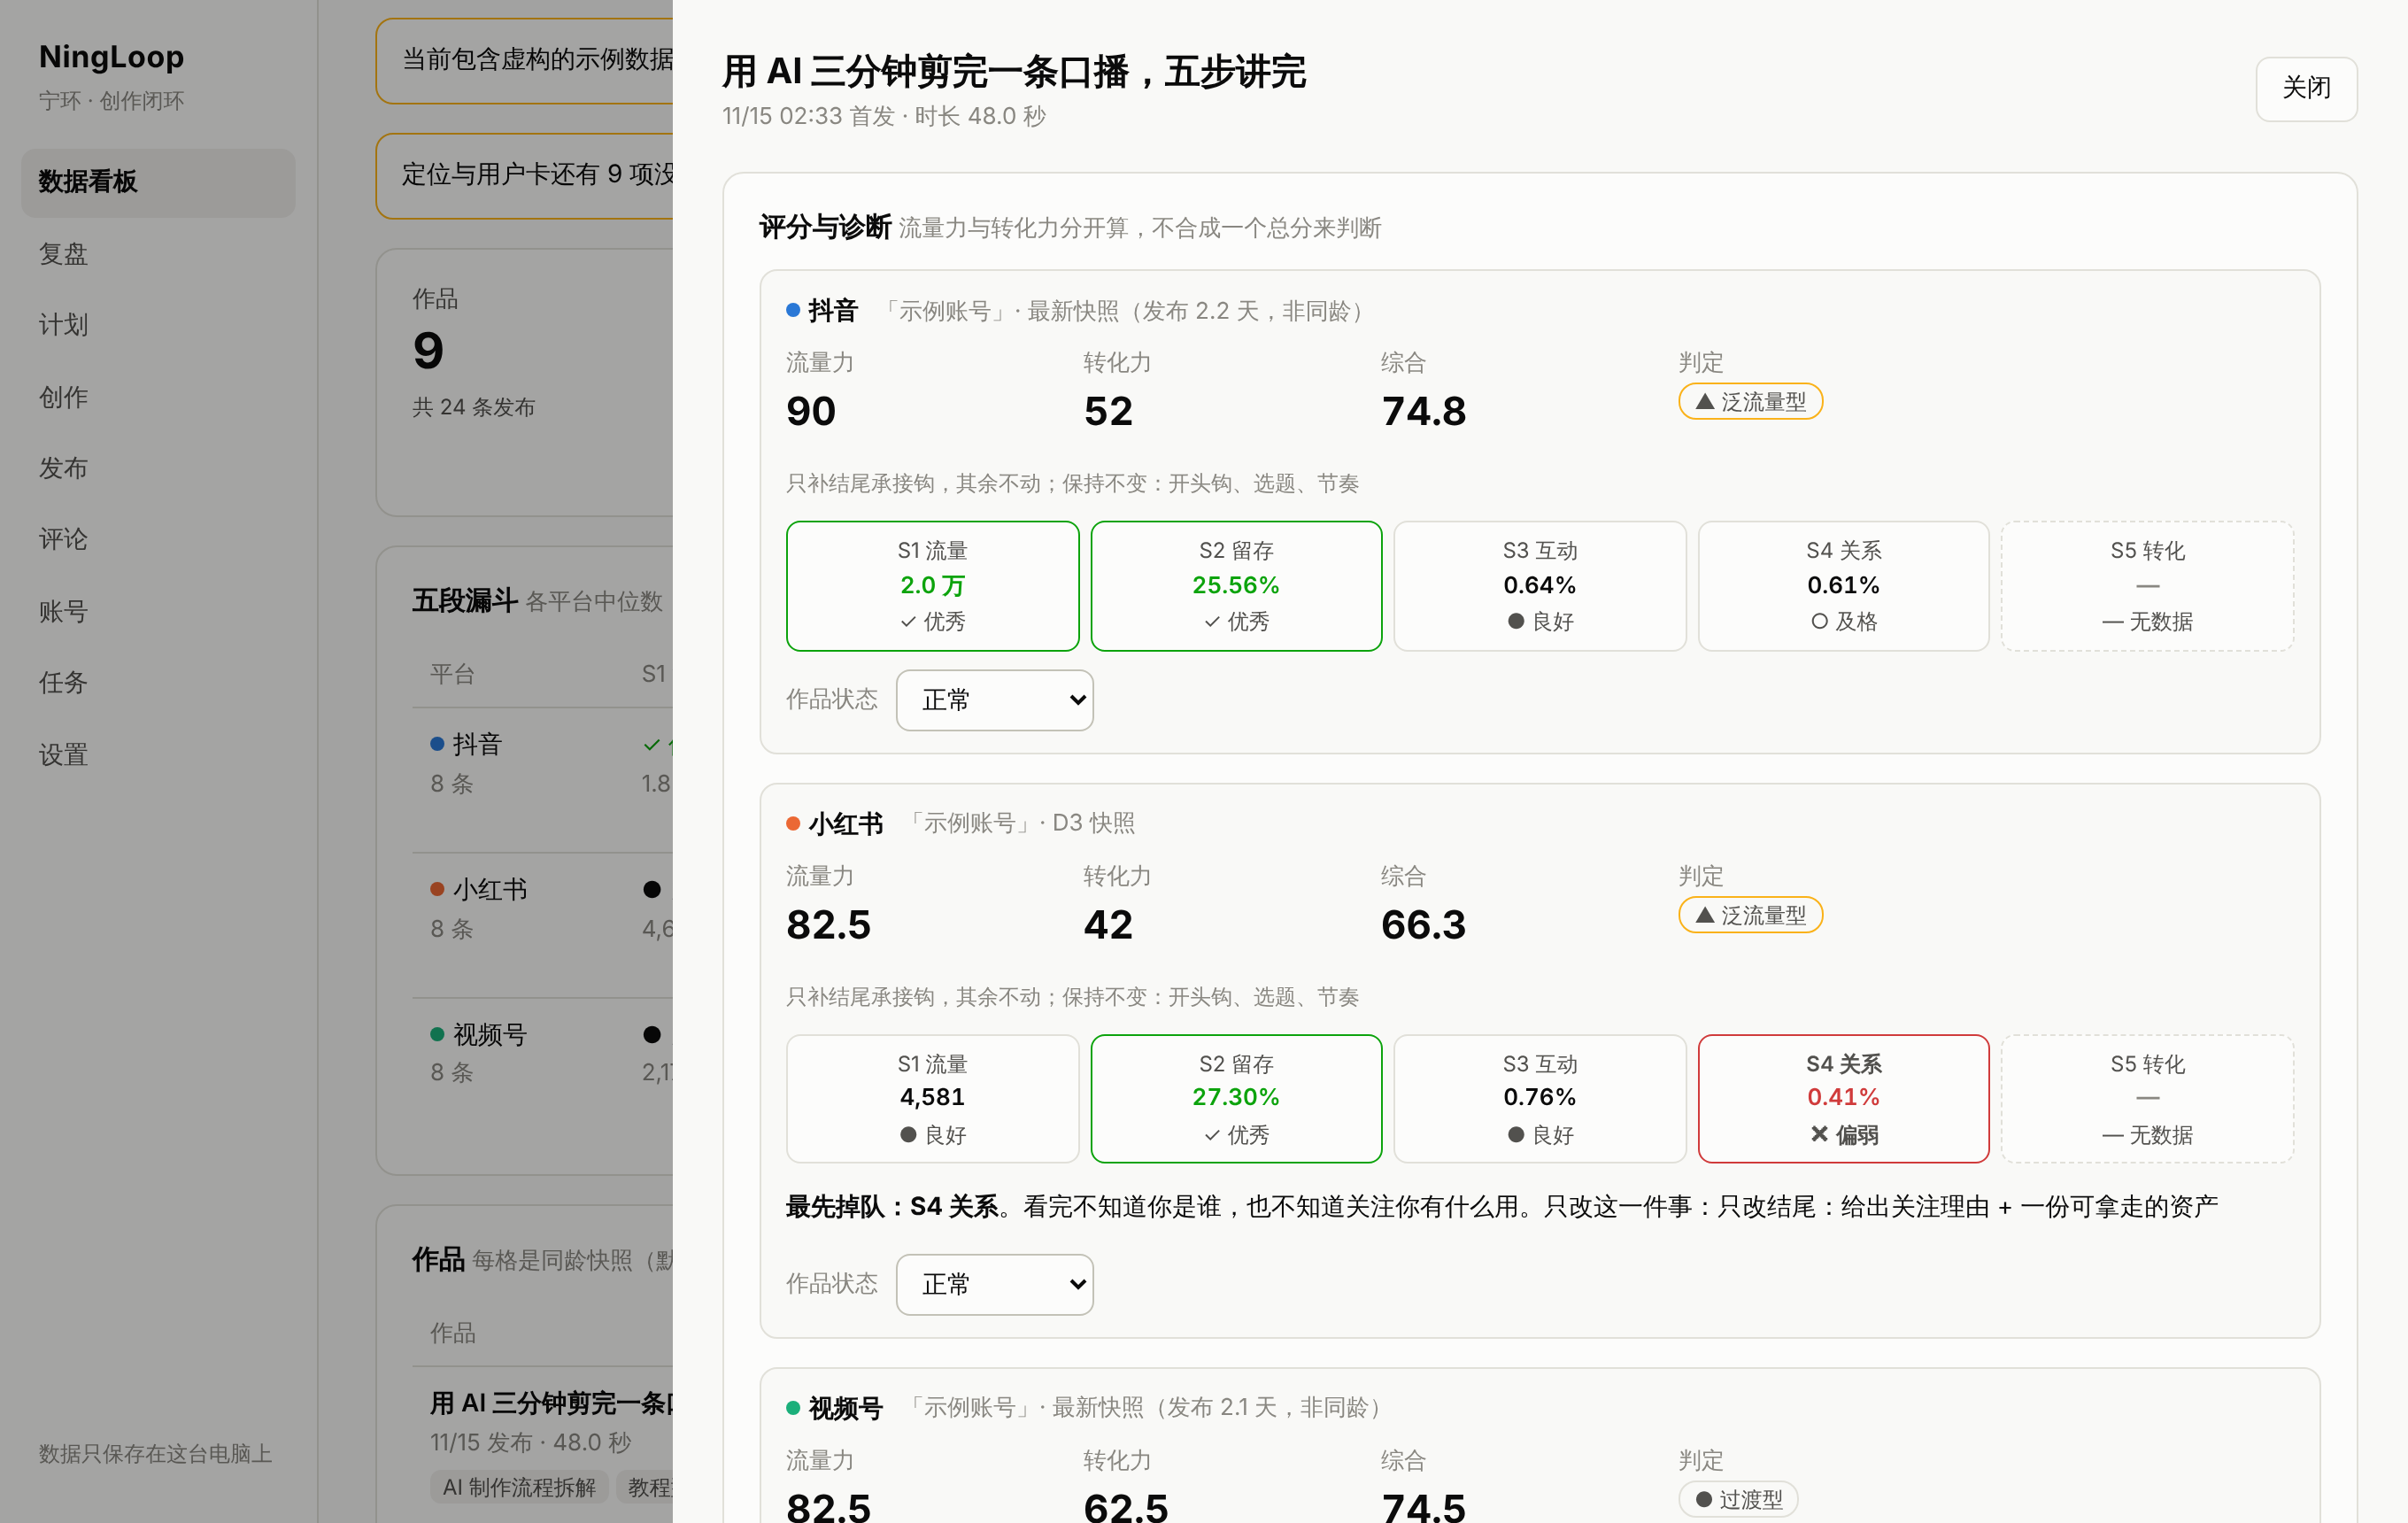 NingLoop
宁环 · 创作闭环
数据看板
复盘
计划
创作
发布
评论
账号
任务
设置
数据只保存在这台电脑上
当前包含虚构的示例数据
定位与用户卡还有 9 项没
作品
9
共 24 条发布
五段漏斗 各平台中位数
平台 S1
抖音
8 条 1.8
小红书
8 条 4,6
视频号
8 条 2,1
作品 每格是同龄快照（默
作品
用 AI 三分钟剪完一条口
11/15 发布 · 48.0 秒
AI 制作流程拆解 教程
用 AI 三分钟剪完一条口播，五步讲完
关闭
11/15 02:33 首发 · 时长 48.0 秒
评分与诊断 流量力与转化力分开算，不合成一个总分来判断
抖音 「示例账号」· 最新快照（发布 2.2 天，非同龄）
流量力 转化力 综合 判定
90 52 74.8 ▲ 泛流量型
只补结尾承接钩，其余不动；保持不变：开头钩、选题、节奏
S1 流量 S2 留存 S3 互动 S4 关系 S5 转化
2.0 万 25.56% 0.64% 0.61% —
✓ 优秀 ✓ 优秀 ● 良好 ○ 及格 — 无数据
作品状态 正常
小红书 「示例账号」· D3 快照
流量力 转化力 综合 判定
82.5 42 66.3 ▲ 泛流量型
只补结尾承接钩，其余不动；保持不变：开头钩、选题、节奏
S1 流量 S2 留存 S3 互动 S4 关系 S5 转化
4,581 27.30% 0.76% 0.41% —
● 良好 ✓ 优秀 ● 良好 ✕ 偏弱 — 无数据
最先掉队：S4 关系。看完不知道你是谁，也不知道关注你有什么用。只改这一件事：只改结尾：给出关注理由 + 一份可拿走的资产
作品状态 正常
视频号 「示例账号」· 最新快照（发布 2.1 天，非同龄）
流量力 转化力 综合 判定
82.5 62.5 74.5 ● 过渡型